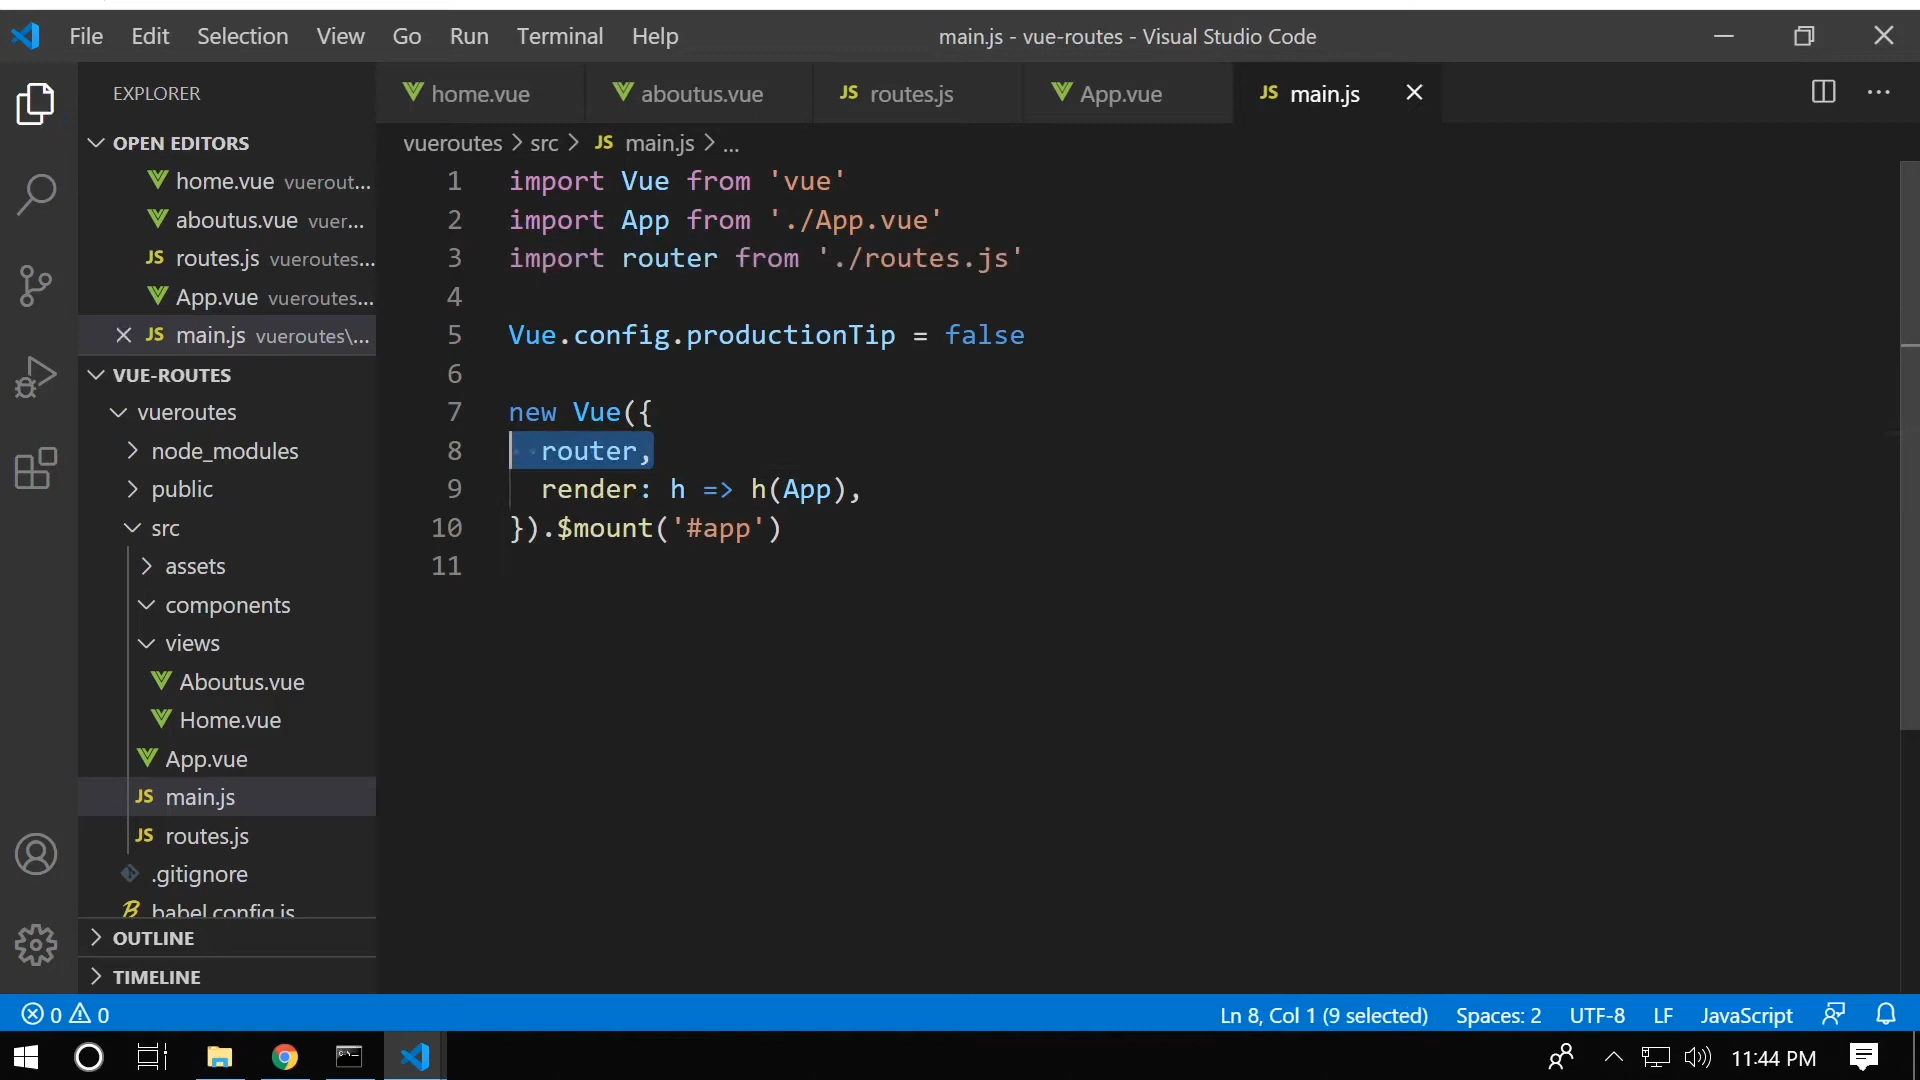 File Edit Selection View Go Run Terminal Help
main.js - vue-routes - Visual Studio Code
EXPLORER
OPEN EDITORS
home.vue vuerout...
aboutus.vue vuer...
JS routes.js vueroutes...
App.vue vueroutes...
JS main.js vueroutes\...
VUE-ROUTES
vueroutes
node_modules
public
src
assets
components
views
Aboutus.vue
Home.vue
App.vue
JS main.js
JS routes.js
.gitignore
babel.config.js
OUTLINE
TIMELINE
home.vue aboutus.vue JS routes.js App.vue JS main.js
vueroutes > src > JS main.js > ...
1 import Vue from 'vue'
2 import App from './App.vue'
3 import router from './routes.js'
4
5 Vue.config.productionTip = false
6
7 new Vue({
8 router,
9 render: h => h(App),
10 }).$mount('#app')
11
0 0
Ln 8, Col 1 (9 selected) Spaces: 2 UTF-8 LF JavaScript
11:44 PM